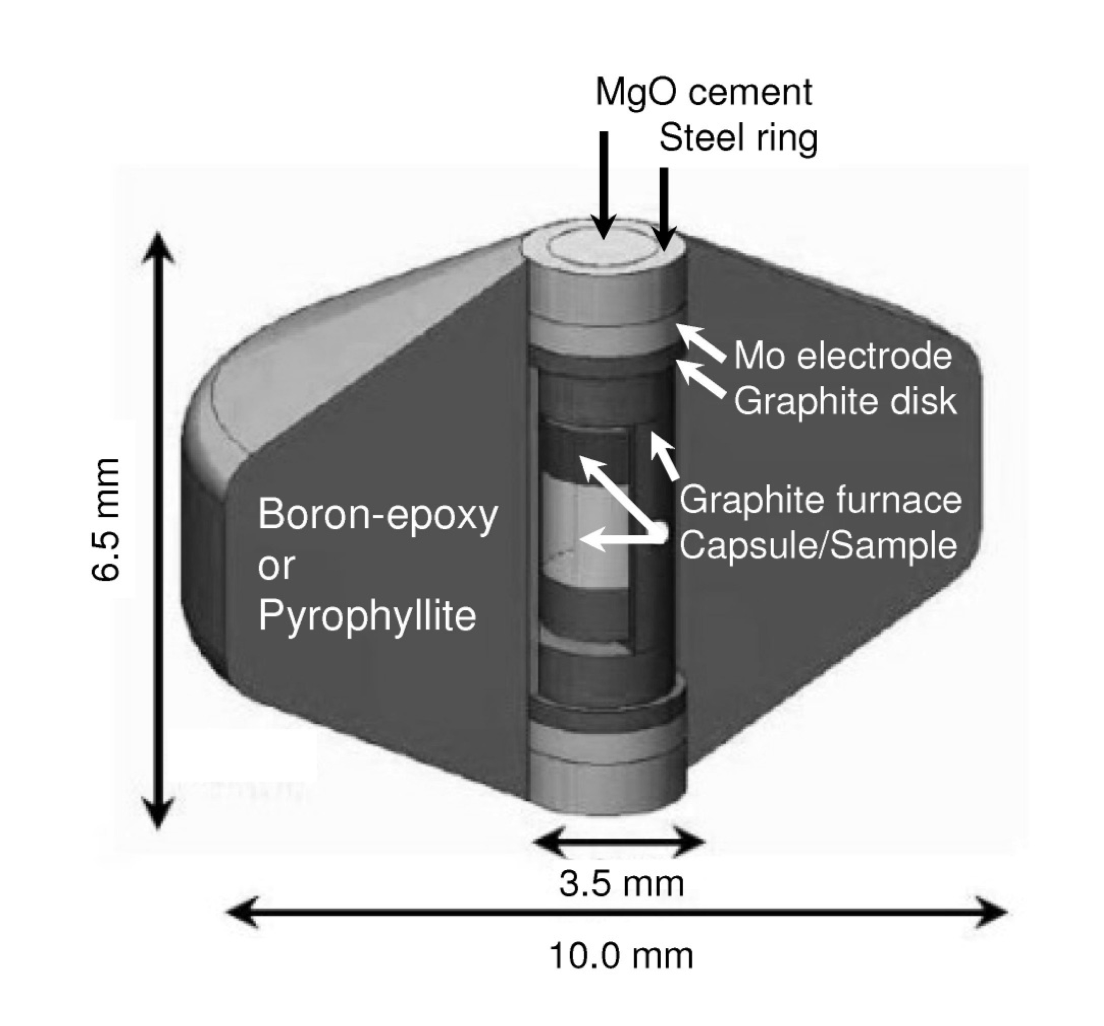 MgO cement
Steel ring
Mo electrode
Graphite disk
Graphite furnace
Capsule/Sample
Boron-epoxy
or
Pyrophyllite
6.5 mm
3.5 mm
10.0 mm